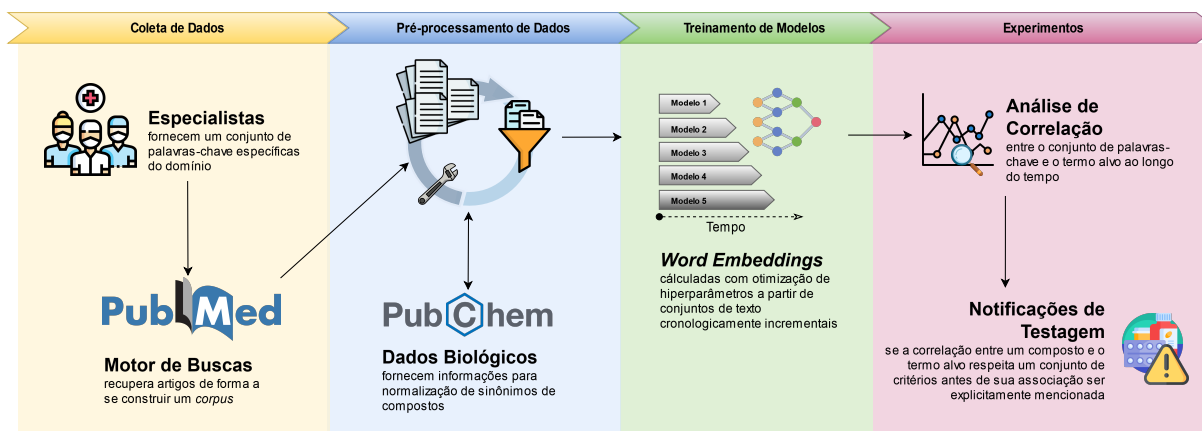 Coleta de Dados
Pré-processamento de Dados
Treinamento de Modelos
Experimentos
Especialistas
fornecem um conjunto de
palavras-chave específicas
do domínio
PubMed
Motor de Buscas
recupera artigos de forma a
se construir um corpus
PubChem
Dados Biológicos
fornecem informações para
normalização de sinônimos de
compostos
Modelo 1
Modelo 2
Modelo 3
Modelo 4
Modelo 5
Tempo
Word Embeddings
cálculadas com otimização de
hiperparâmetros a partir de
conjuntos de texto
cronologicamente incrementais
Análise de
Correlação
entre o conjunto de palavras-
chave e o termo alvo ao longo
do tempo
Notificações de
Testagem
se a correlação entre um composto e o
termo alvo respeita um conjunto de
critérios antes de sua associação ser
explicitamente mencionada